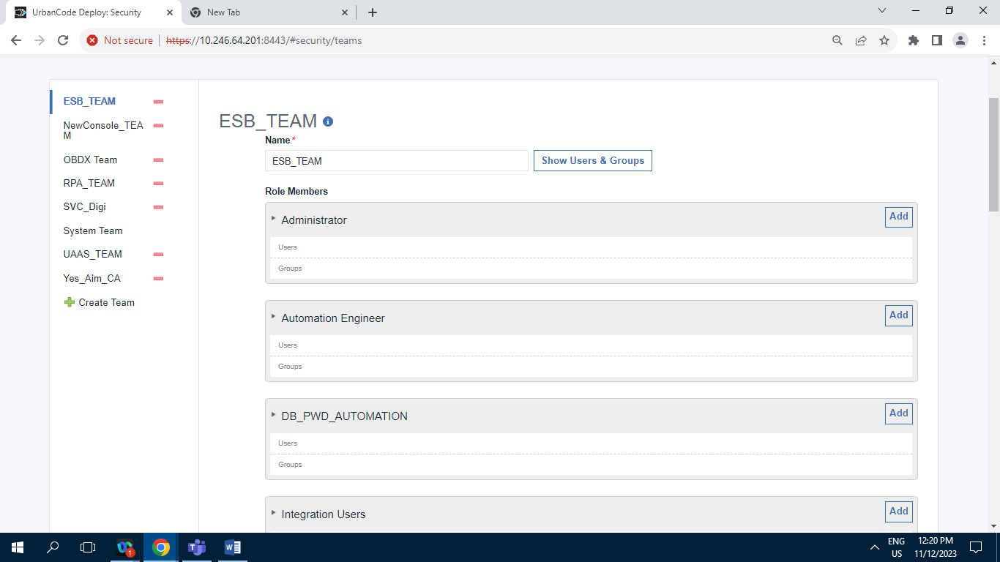 UrbanCode Deploy: Security
New Tab
Not secure
https://10.246.64.201:8443/#security/teams
ESB_TEAM
NewConsole_TEA
M
OBDX Team
RPA_TEAM
SVC_Digi
System Team
UAAS_TEAM
Yes_Aim_CA
Create Team
ESB_TEAM
Name *
ESB_TEAM
Show Users & Groups
Role Members
Administrator
Add
Users
Groups
Automation Engineer
Add
Users
Groups
DB_PWD_AUTOMATION
Add
Users
Groups
Integration Users
Add
1
W
ENG
US
12:20 PM
11/12/2023